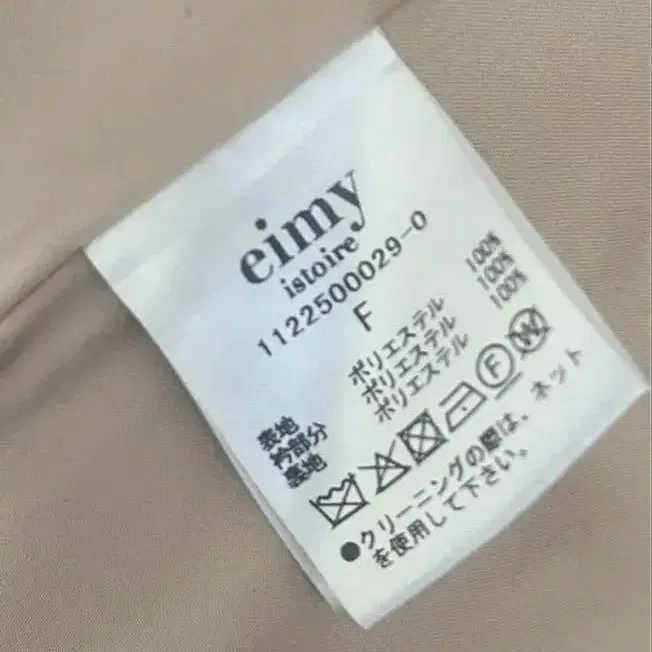 eimy
istoire
1122500029-0
F
表地 ポリエステル 100%
衿部分 ポリエステル 100%
裏地 ポリエステル 100%
F W
●クリーニングの際は、ネット
を使用して下さい。